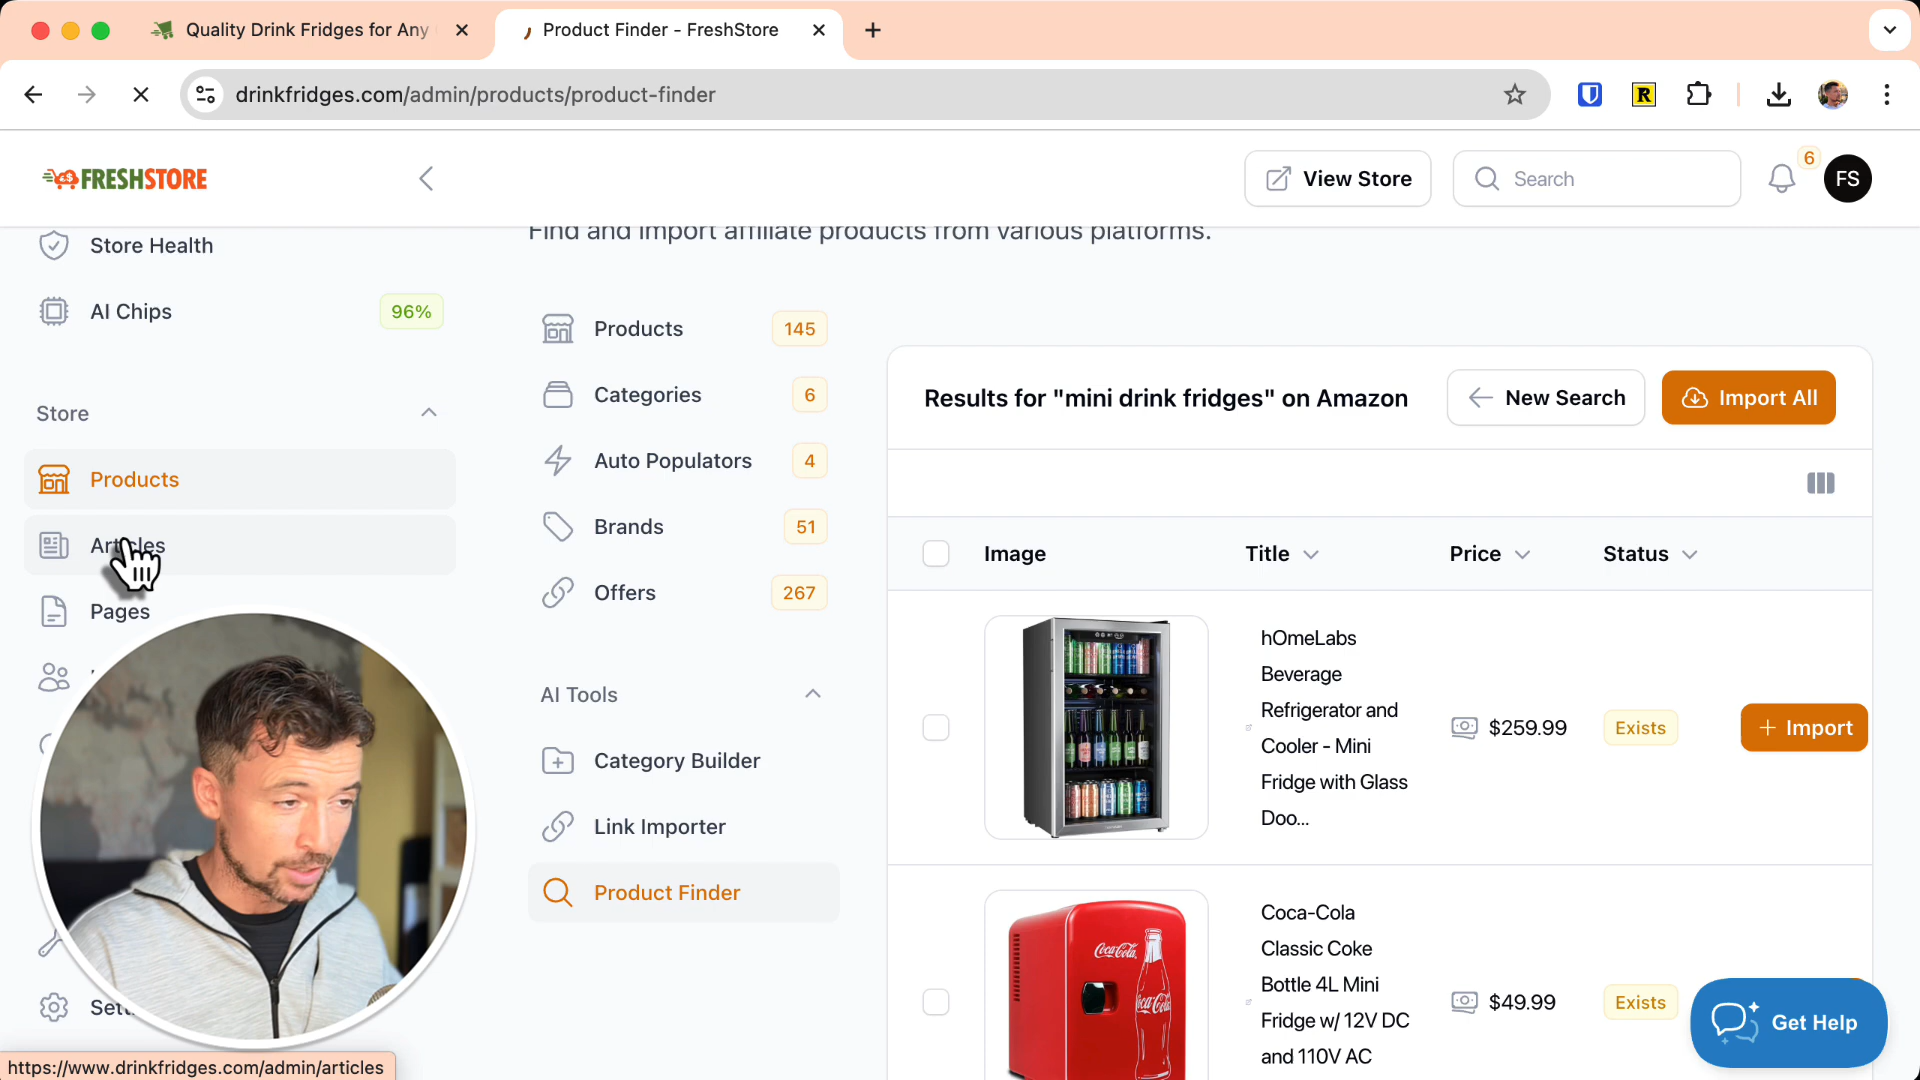 Quality Drink Fridges for Any
Product Finder - FreshStore
drinkfridges.com/admin/products/product-finder
FRESHSTORE
View Store
Search
6
FS
Find and import affiliate products from various platforms.
Store Health
AI Chips
96%
Store
Products
Articles
Pages
Products
145
Categories
6
Auto Populators
4
Brands
51
Offers
267
AI Tools
Category Builder
Link Importer
Product Finder
Results for "mini drink fridges" on Amazon
New Search
Import All
Image
Title
Price
Status
hOmeLabs
Beverage
Refrigerator and
Cooler - Mini
Fridge with Glass
Doo...
$259.99
Exists
Import
Coca-Cola
Coca-Cola
Coca-Cola
Classic Coke
Bottle 4L Mini
Fridge w/ 12V DC
and 110V AC
$49.99
Exists
Get Help
https://www.drinkfridges.com/admin/articles